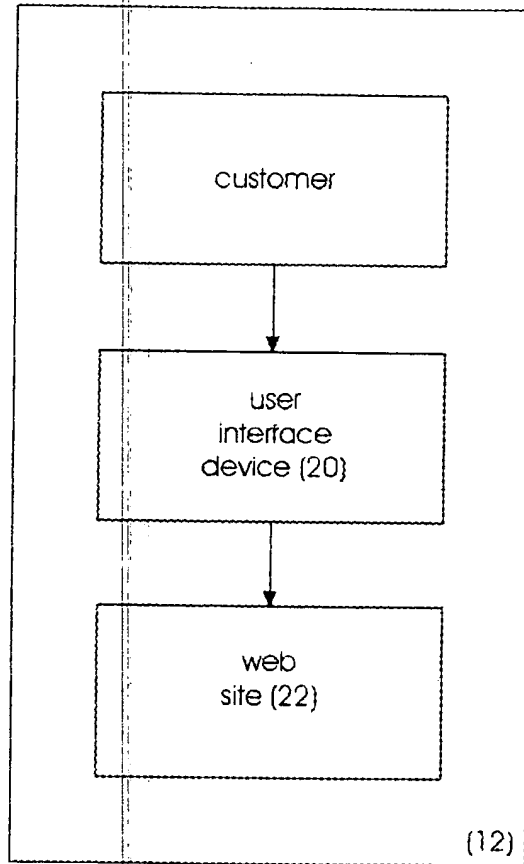 customer
user
interface
device (20)
web
site (22)
(12)